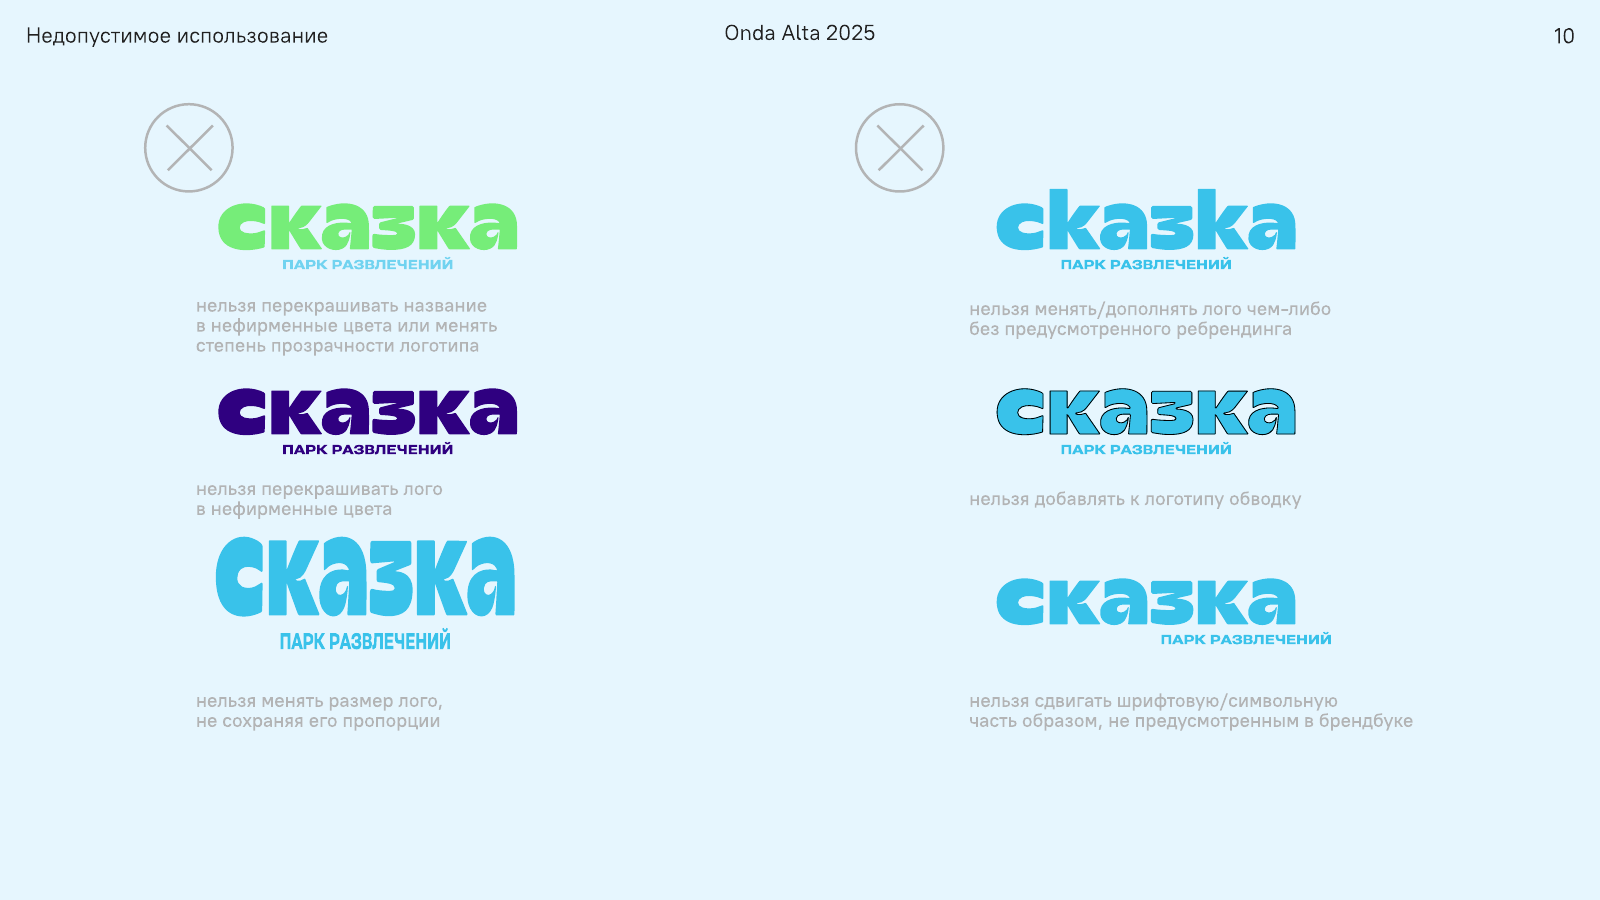 Недопустимое использование
Onda Alta 2025
10
сказка
ПАРК РАЗВЛЕЧЕНИЙ
нельзя перекрашивать название
в нефирменные цвета или менять
степень прозрачности логотипа
сказка
ПАРК РАЗВЛЕЧЕНИЙ
нельзя перекрашивать лого
в нефирменные цвета
сказка
ПАРК РАЗВЛЕЧЕНИЙ
нельзя менять размер лого,
не сохраняя его пропорции
ckaзka
ПАРК РАЗВЛЕЧЕНИЙ
нельзя менять/дополнять лого чем-либо
без предусмотренного ребрендинга
сказка
ПАРК РАЗВЛЕЧЕНИЙ
нельзя добавлять к логотипу обводку
сказка
ПАРК РАЗВЛЕЧЕНИЙ
нельзя сдвигать шрифтовую/символьную
часть образом, не предусмотренным в брендбуке